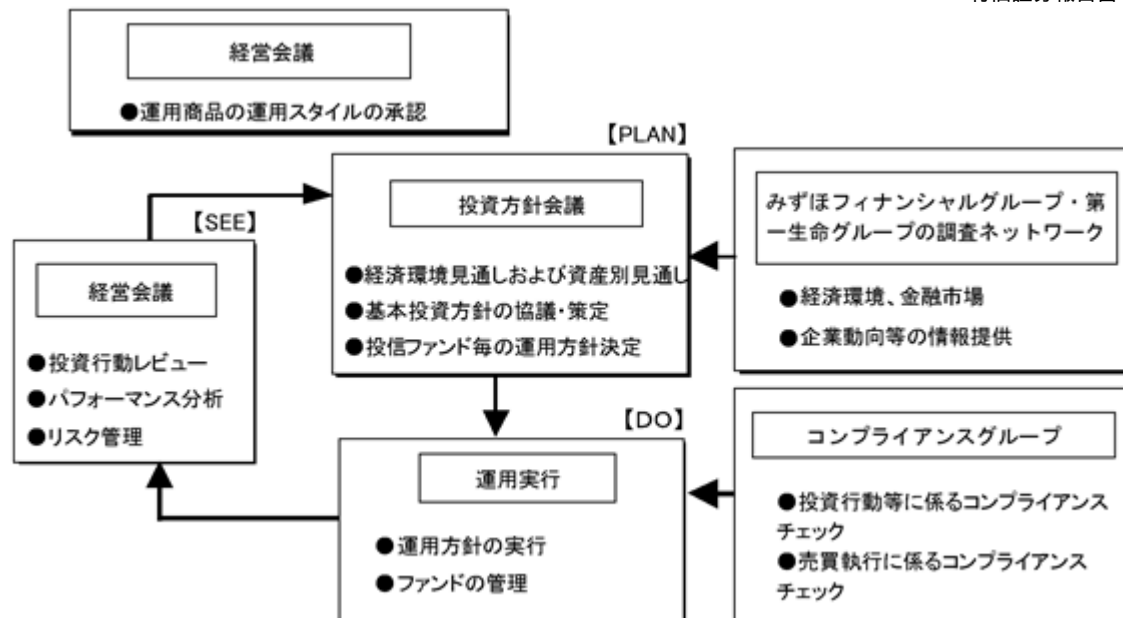 経営会議
●運用商品の運用スタイルの承認
【PLAN】
投資方針会議
●経済環境見通しおよび資産別見通し
●基本投資方針の協議・策定
●投信ファンド毎の運用方針決定
みずほフィナンシャルグループ・第
一生命グループの調査ネットワーク
●経済環境、金融市場
●企業動向等の情報提供
【SEE】
経営会議
●投資行動レビュー
●パフォーマンス分析
●リスク管理
【DO】
運用実行
●運用方針の実行
●ファンドの管理
コンプライアンスグループ
●投資行動等に係るコンプライアンス
チェック
●売買執行に係るコンプライアンス
チェック